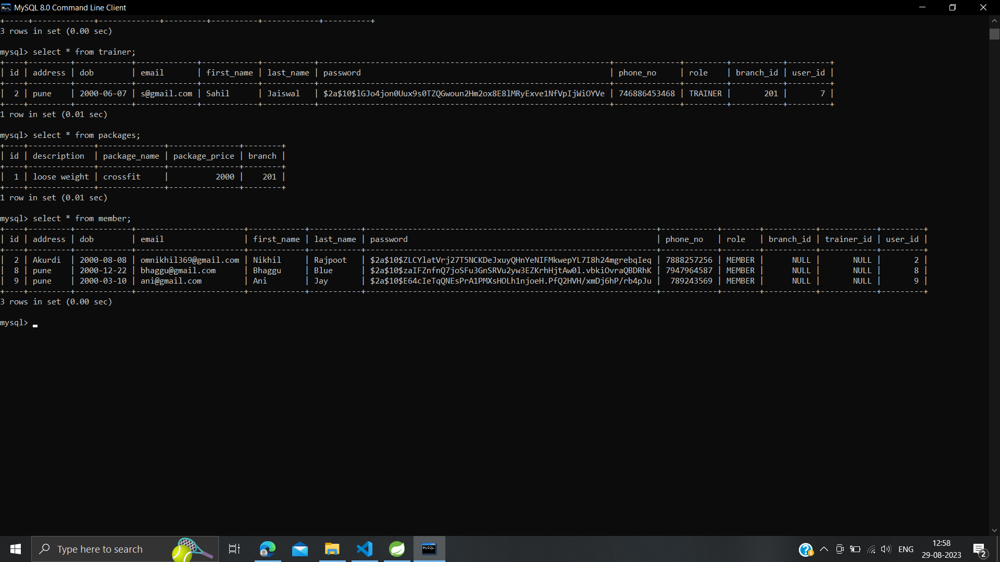 MySQL 8.0 Command Line Client
+-----+-------------+-------------+---------+----------+------------+----------+
3 rows in set (0.00 sec)
mysql> select * from trainer;
+----+---------+------------+-------------+------------+-----------+--------------------------------------------------------------+--------------+---------+-----------+---------+
| id | address | dob        | email       | first_name | last_name | password                                                     | phone_no     | role    | branch_id | user_id |
+----+---------+------------+-------------+------------+-----------+--------------------------------------------------------------+--------------+---------+-----------+---------+
|  2 | pune    | 2000-06-07 | s@gmail.com | Sahil      | Jaiswal   | $2a$10$lGJo4jon0Uux9s0TZQGwoun2Hm2ox8E8lMRyExve1NfVpIjWiOYVe | 746886453468 | TRAINER |       201 |       7 |
+----+---------+------------+-------------+------------+-----------+--------------------------------------------------------------+--------------+---------+-----------+---------+
1 row in set (0.01 sec)
mysql> select * from packages;
+----+--------------+--------------+---------------+--------+
| id | description  | package_name | package_price | branch |
+----+--------------+--------------+---------------+--------+
|  1 | loose weight | crossfit     |          2000 |    201 |
+----+--------------+--------------+---------------+--------+
1 row in set (0.01 sec)
mysql> select * from member;
+----+---------+------------+-----------------------+------------+-----------+--------------------------------------------------------------+------------+--------+-----------+------------+---------+
| id | address | dob        | email                 | first_name | last_name | password                                                     | phone_no   | role   | branch_id | trainer_id | user_id |
+----+---------+------------+-----------------------+------------+-----------+--------------------------------------------------------------+------------+--------+-----------+------------+---------+
|  2 | Akurdi  | 2000-08-08 | omnikhil369@gmail.com | Nikhil     | Rajpoot   | $2a$10$ZLCYlatVrj27T5NCKDeJxuyQHnYeNIFMkwepYL7I8h24mgrebqIeq | 7888257256 | MEMBER |      NULL |       NULL |       2 |
|  8 | pune    | 2000-12-22 | bhaggu@gmail.com      | Bhaggu     | Blue      | $2a$10$zaIFZnfnQ7joSFu3GnSRVu2yw3EZKrhHjtAw0l.vbkiOvraQBDRhK | 7947964587 | MEMBER |      NULL |       NULL |       8 |
|  9 | pune    | 2000-03-10 | ani@gmail.com         | Ani        | Jay       | $2a$10$E64cIeTqQNEsPrA1PMXsHOLh1njoeH.PfQ2HVH/xmDj6hP/rb4pJu |  789243569 | MEMBER |      NULL |       NULL |       9 |
+----+---------+------------+-----------------------+------------+-----------+--------------------------------------------------------------+------------+--------+-----------+------------+---------+
3 rows in set (0.00 sec)
mysql>
Type here to search
ENG
12:58
29-08-2023
2